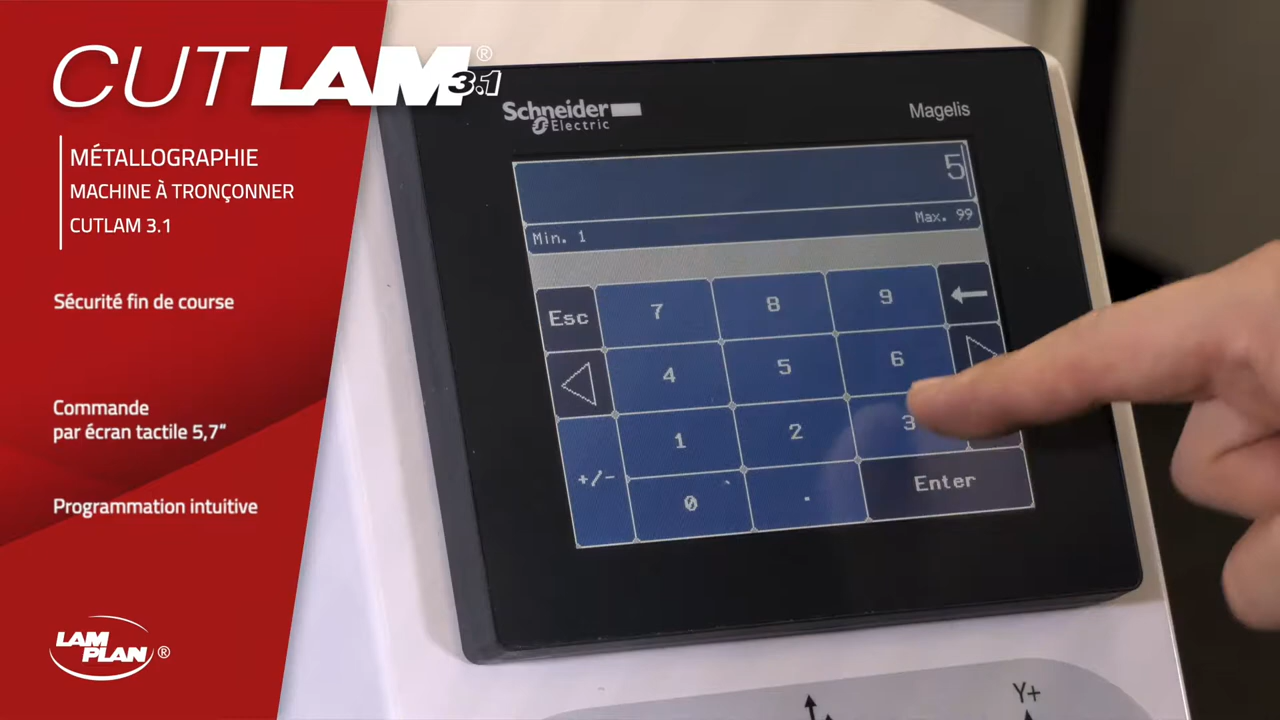 CUTLAM® 3.1
MÉTALLOGRAPHIE
MACHINE À TRONÇONNER
CUTLAM 3.1
Sécurité fin de course
Commande
par écran tactile 5,7“
Programmation intuitive
LAM
PLAN®
Schneider
Electric
Magelis
5
Min. 1
Max. 99
Esc
7
8
9
4
5
6
1
2
3
+/-
0
.
Enter
Y+